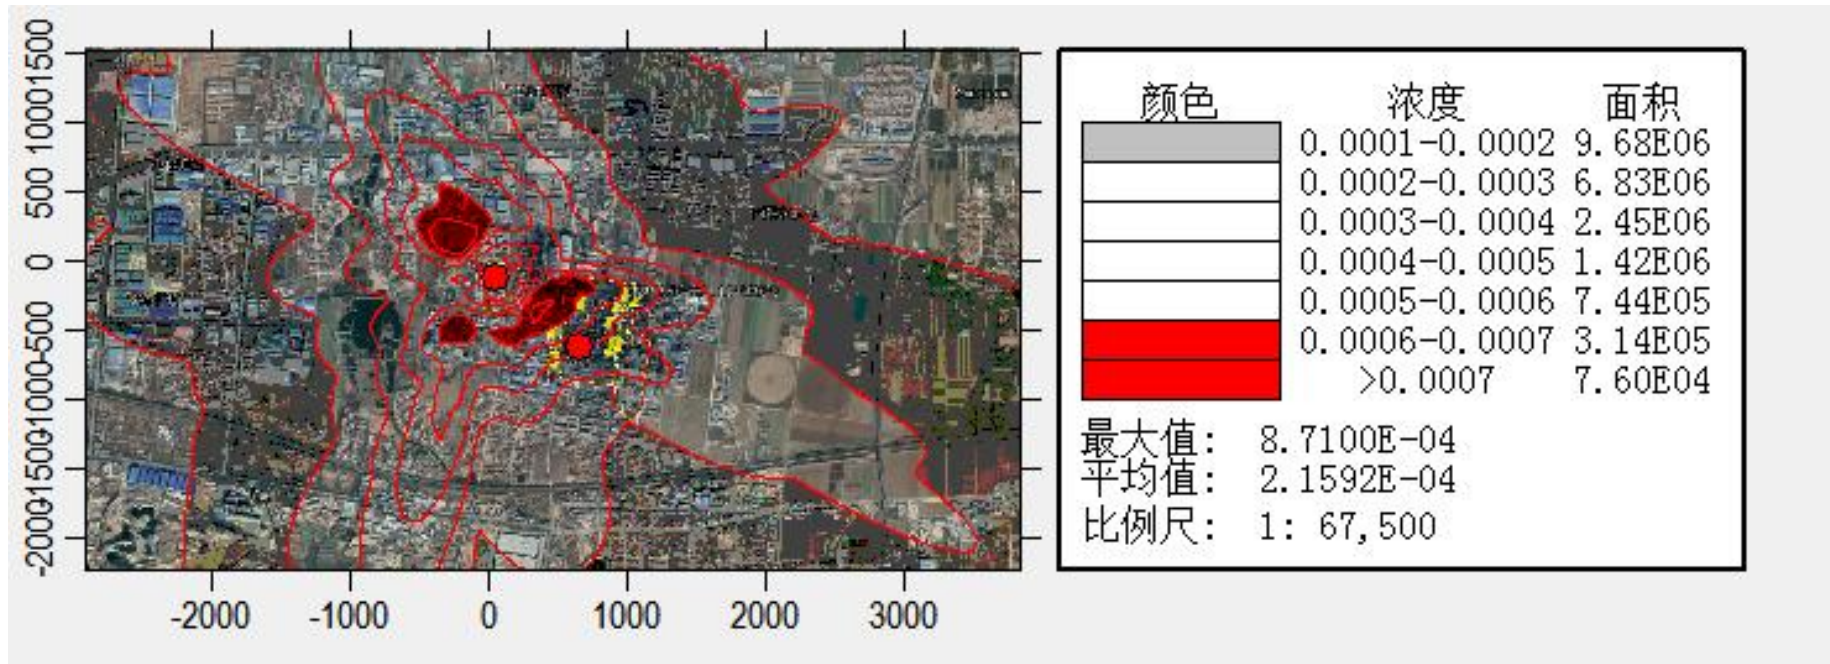 1500
1000
500
0
-500
-1000
-1500
-2000
-2000 -1000 0 1000 2000 3000
颜色 浓度 面积
0.0001-0.0002 9.68E06
0.0002-0.0003 6.83E06
0.0003-0.0004 2.45E06
0.0004-0.0005 1.42E06
0.0005-0.0006 7.44E05
0.0006-0.0007 3.14E05
>0.0007 7.60E04
最大值: 8.7100E-04
平均值: 2.1592E-04
比例尺: 1: 67,500